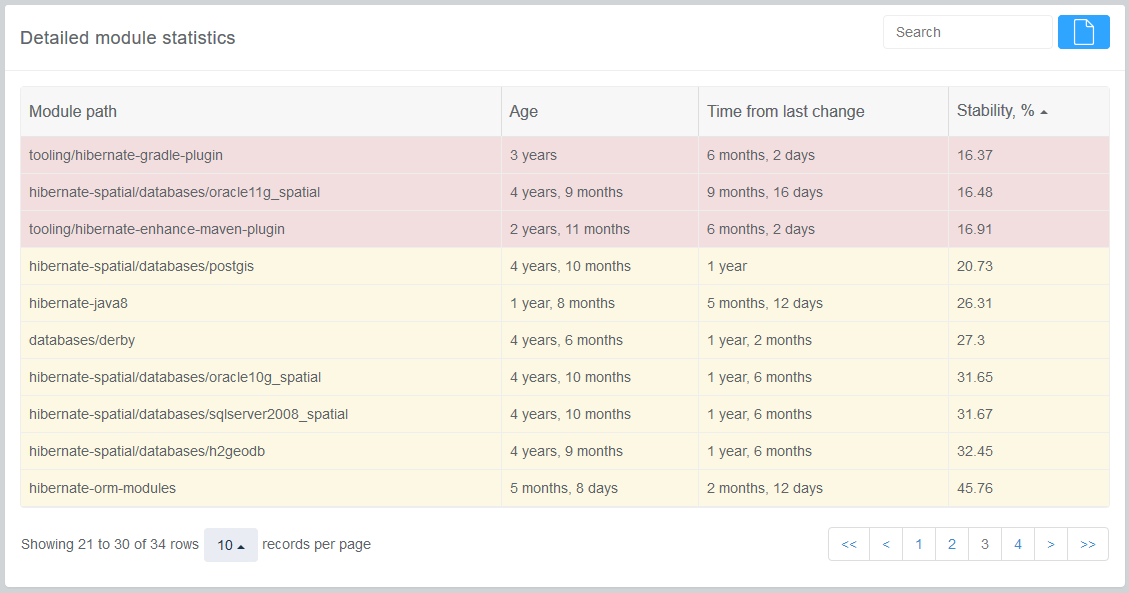 Detailed module statistics
Search
Module path Age Time from last change Stability, %
tooling/hibernate-gradle-plugin 3 years 6 months, 2 days 16.37
hibernate-spatial/databases/oracle11g_spatial 4 years, 9 months 9 months, 16 days 16.48
tooling/hibernate-enhance-maven-plugin 2 years, 11 months 6 months, 2 days 16.91
hibernate-spatial/databases/postgis 4 years, 10 months 1 year 20.73
hibernate-java8 1 year, 8 months 5 months, 12 days 26.31
databases/derby 4 years, 6 months 1 year, 2 months 27.3
hibernate-spatial/databases/oracle10g_spatial 4 years, 10 months 1 year, 6 months 31.65
hibernate-spatial/databases/sqlserver2008_spatial 4 years, 10 months 1 year, 6 months 31.67
hibernate-spatial/databases/h2geodb 4 years, 9 months 1 year, 6 months 32.45
hibernate-orm-modules 5 months, 8 days 2 months, 12 days 45.76
Showing 21 to 30 of 34 rows 10 records per page << < 1 2 3 4 > >>